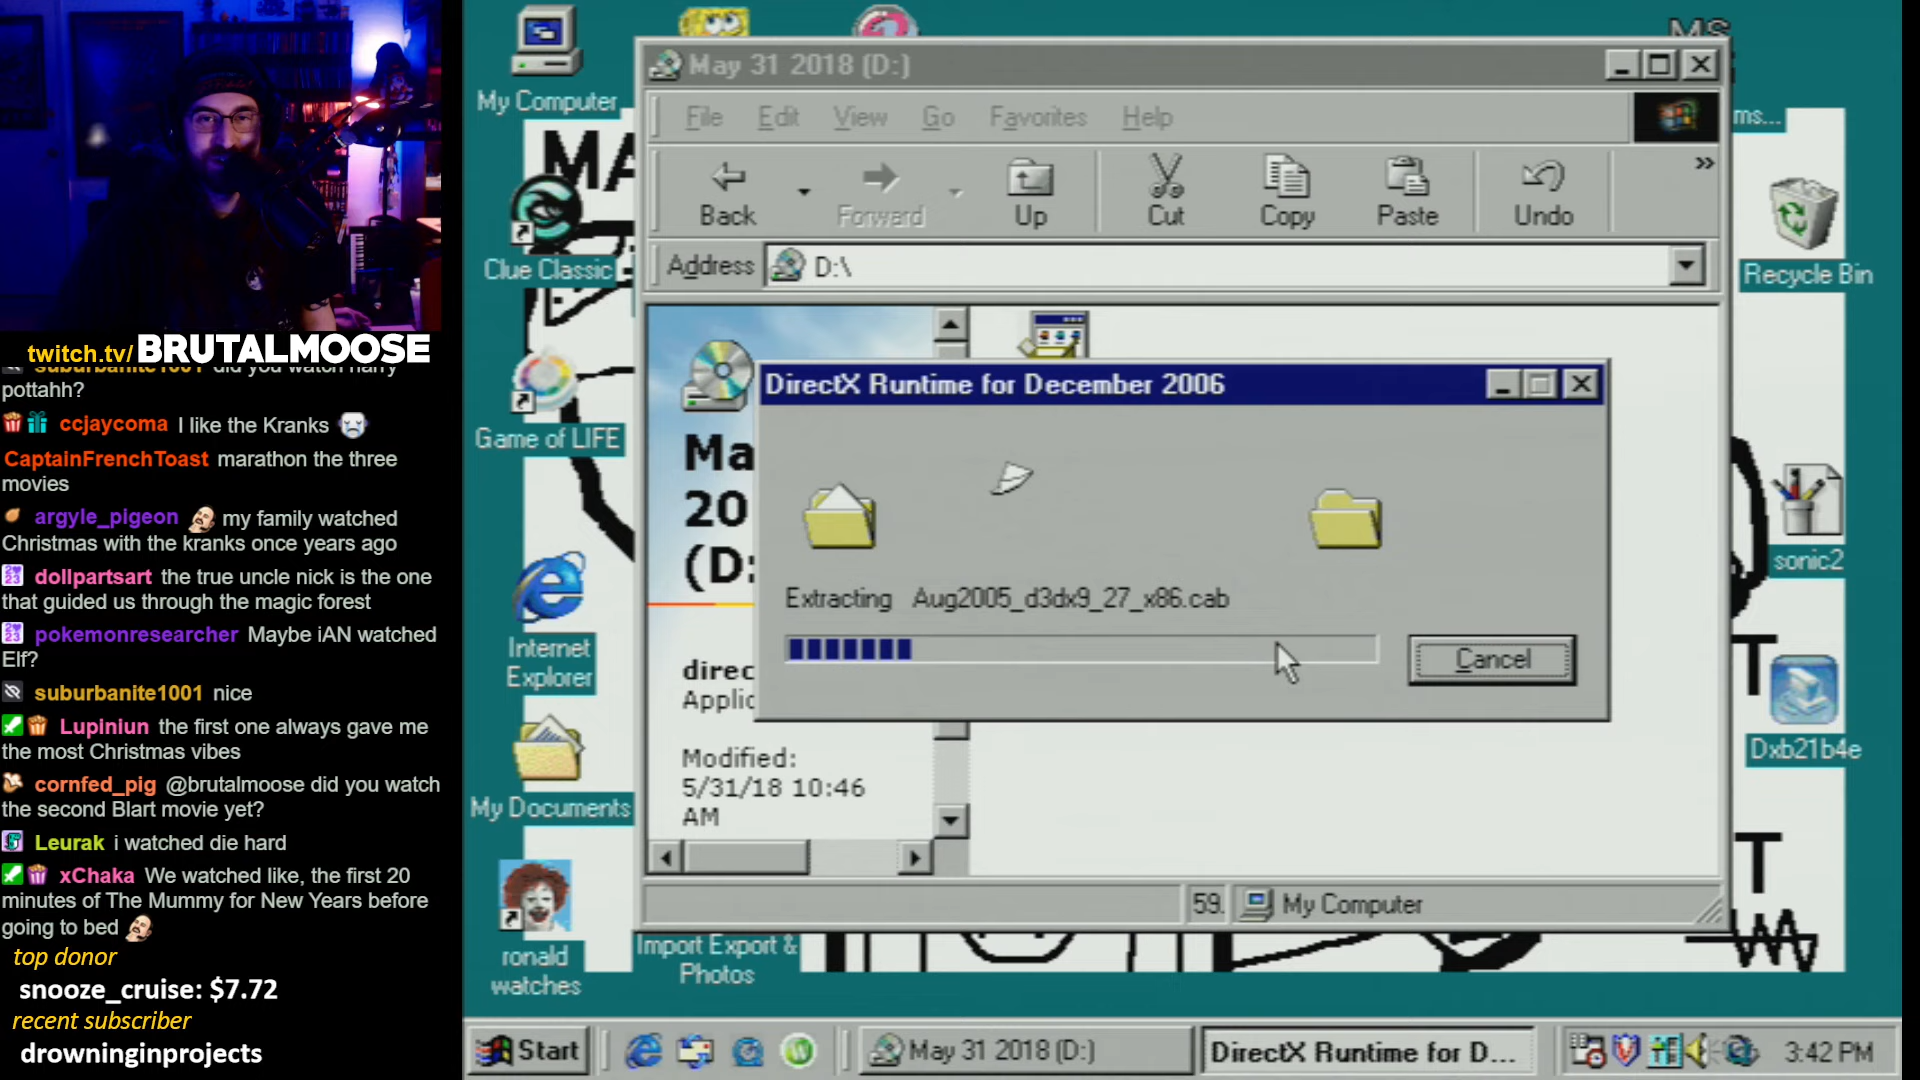 twitch.tv/BRUTALMOOSE
suburbanite1001 did you watch harry
pottahh?
ccjaycoma I like the Kranks
CaptainFrenchToast marathon the three
movies
argyle_pigeon my family watched
Christmas with the kranks once years ago
dollpartsart the true uncle nick is the one
that guided us through the magic forest
pokemonresearcher Maybe iAN watched
Elf?
suburbanite1001 nice
Lupiniun the first one always gave me
the most Christmas vibes
cornfed_pig @brutalmoose did you watch
the second Blart movie yet?
Leurak i watched die hard
xChaka We watched like, the first 20
minutes of The Mummy for New Years before
going to bed
top donor
snooze_cruise: $7.72
recent subscriber
drowninginprojects
My Computer
Clue Classic
Game of LIFE
Internet
Explorer
My Documents
ronald
watches
Import Export &
Photos
MA
MS
ms...
Recycle Bin
sonic2
Dxb21b4e
T
T
May 31 2018 (D:)
File Edit View Go Favorites Help
Back Forward Up Cut Copy Paste Undo
Address D:\
Ma
20
(D:
direc
Applic
Modified:
5/31/18 10:46
AM
59. My Computer
DirectX Runtime for December 2006
Extracting Aug2005_d3dx9_27_x86.cab
Cancel
Start
May 31 2018 (D:)
DirectX Runtime for D...
3:42 PM